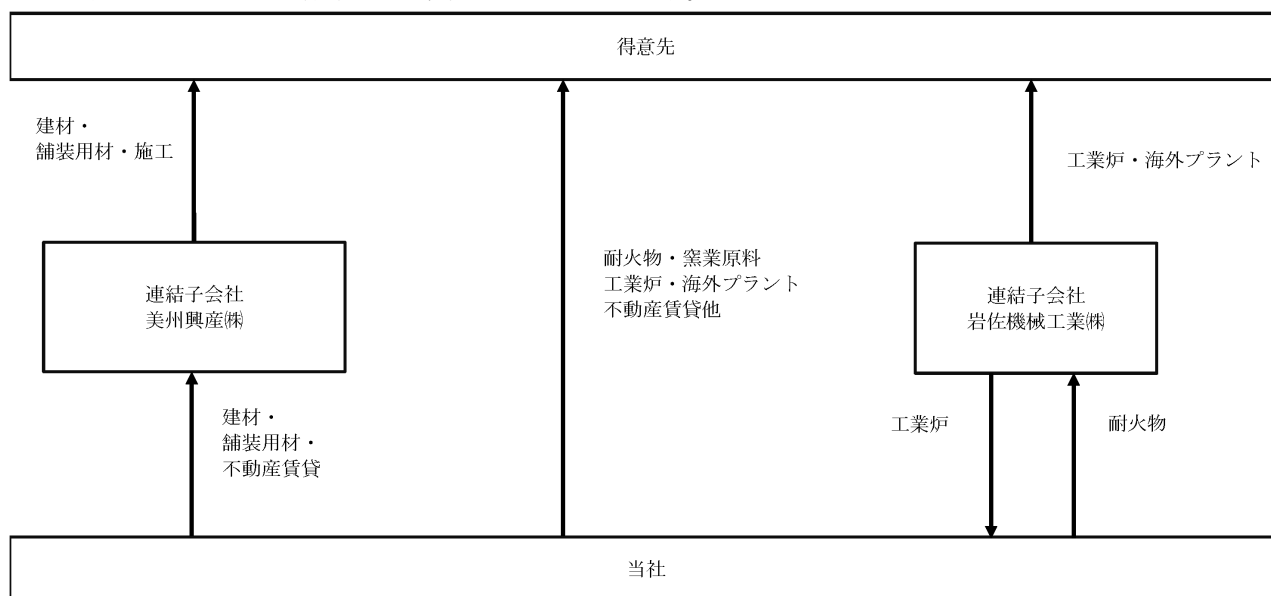 得意先
建材・
舗装用材・施工
工業炉・海外プラント
耐火物・窯業原料
工業炉・海外プラント
不動産賃貸他
連結子会社
美州興産㈱
連結子会社
岩佐機械工業㈱
建材・
舗装用材・
不動産賃貸
工業炉
耐火物
当社